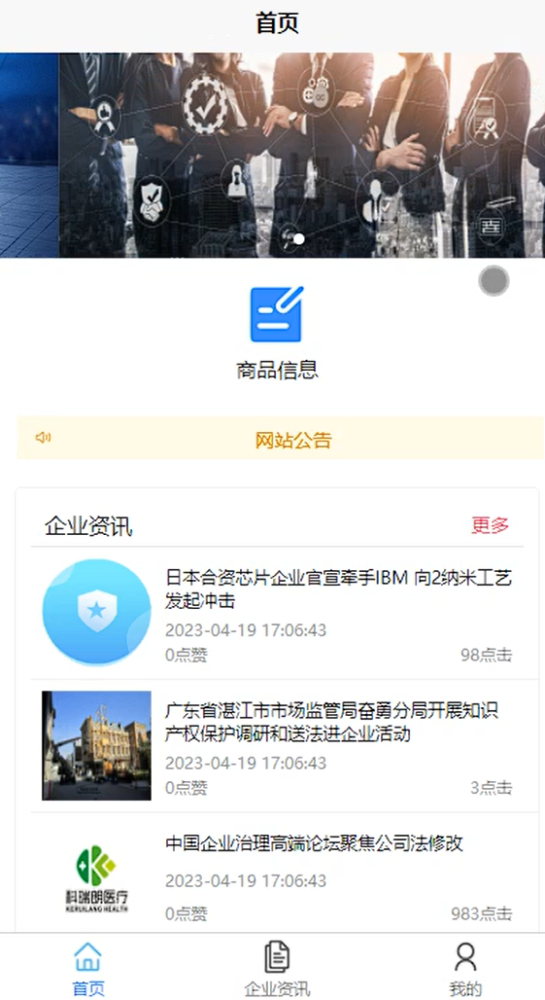 首页
商品信息
网站公告
企业资讯
更多
日本合资芯片企业官宣牵手IBM 向2纳米工艺
发起冲击
2023-04-19 17:06:43
0点赞
98点击
广东省湛江市市场监管局奋勇分局开展知识
产权保护调研和送法进企业活动
2023-04-19 17:06:43
0点赞
3点击
中国企业治理高端论坛聚焦公司法修改
科瑞朗医疗
KERUILANG HEALTH
2023-04-19 17:06:43
0点赞
983点击
首页
企业资讯
我的